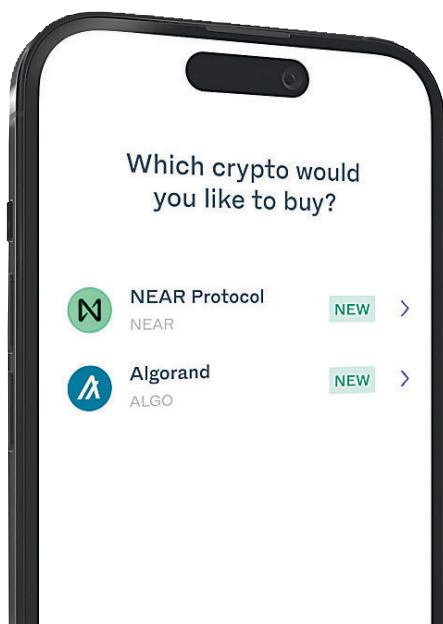 Which crypto would
you like to buy?
NEAR Protocol
NEAR
NEW
Algorand
ALGO
NEW